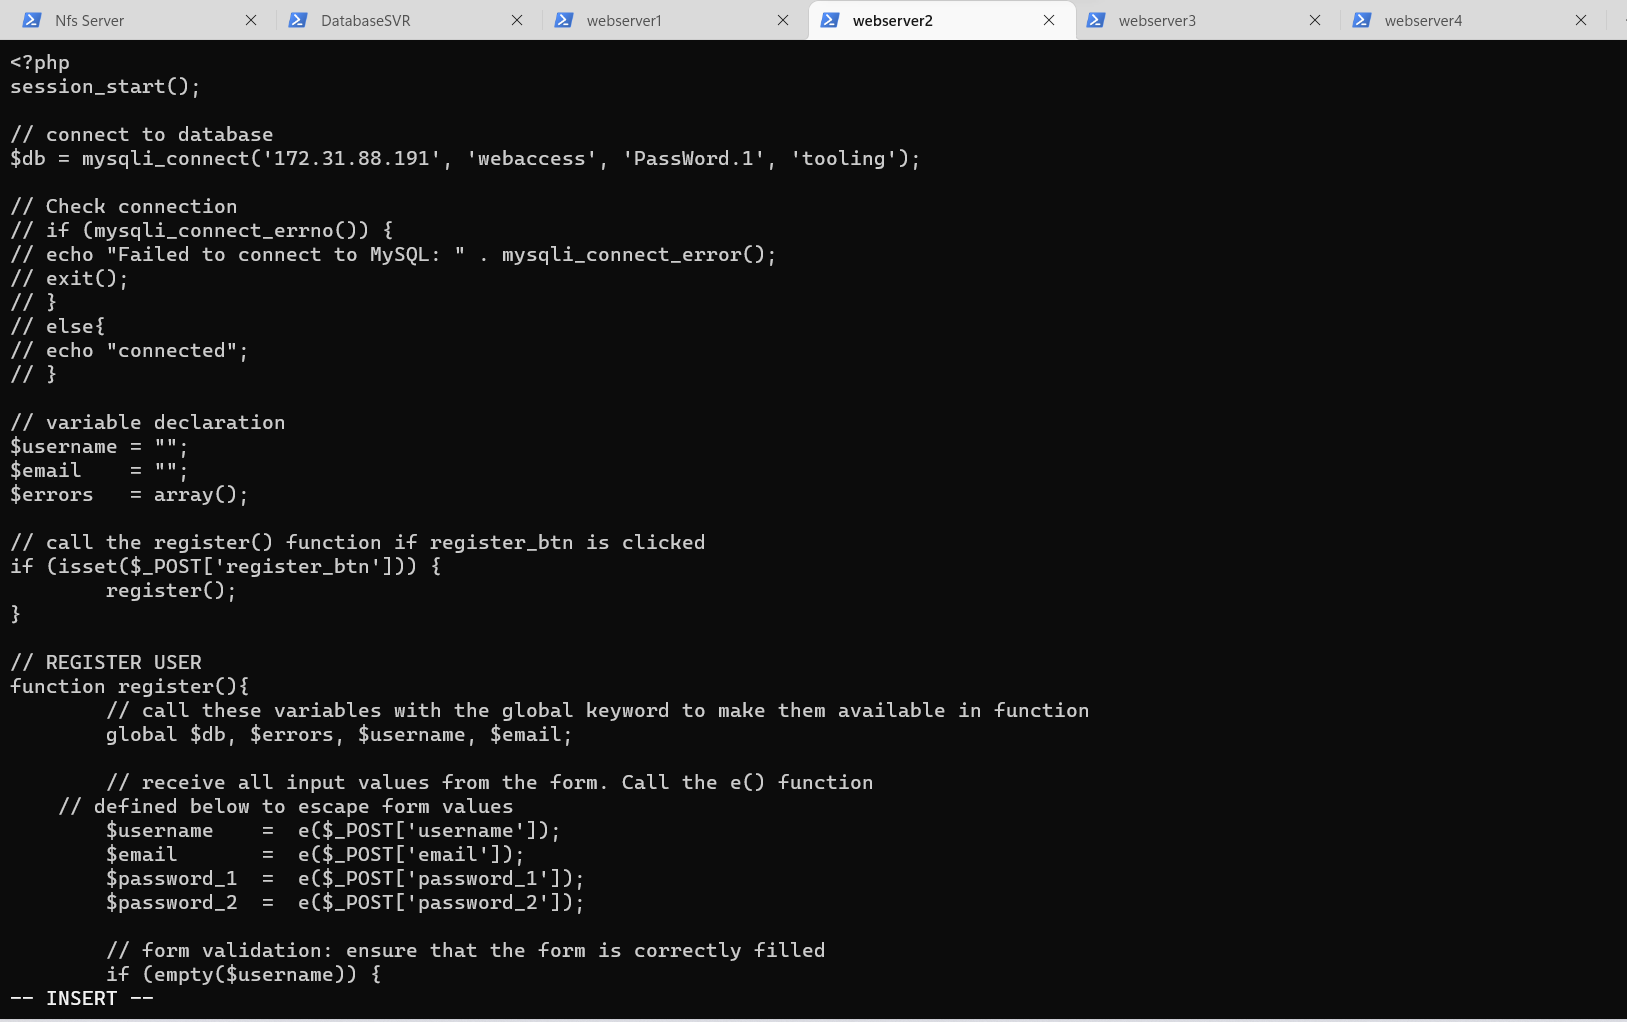 Nfs Server DatabaseSVR webserver1 webserver2 webserver3 webserver4
<?php
session_start();

// connect to database
$db = mysqli_connect('172.31.88.191', 'webaccess', 'PassWord.1', 'tooling');

// Check connection
// if (mysqli_connect_errno()) {
// echo "Failed to connect to MySQL: " . mysqli_connect_error();
// exit();
// }
// else{
// echo "connected";
// }

// variable declaration
$username = "";
$email    = "";
$errors   = array();

// call the register() function if register_btn is clicked
if (isset($_POST['register_btn'])) {
        register();
}

// REGISTER USER
function register(){
        // call these variables with the global keyword to make them available in function
        global $db, $errors, $username, $email;

        // receive all input values from the form. Call the e() function
    // defined below to escape form values
        $username    =  e($_POST['username']);
        $email       =  e($_POST['email']);
        $password_1  =  e($_POST['password_1']);
        $password_2  =  e($_POST['password_2']);

        // form validation: ensure that the form is correctly filled
        if (empty($username)) {
-- INSERT --